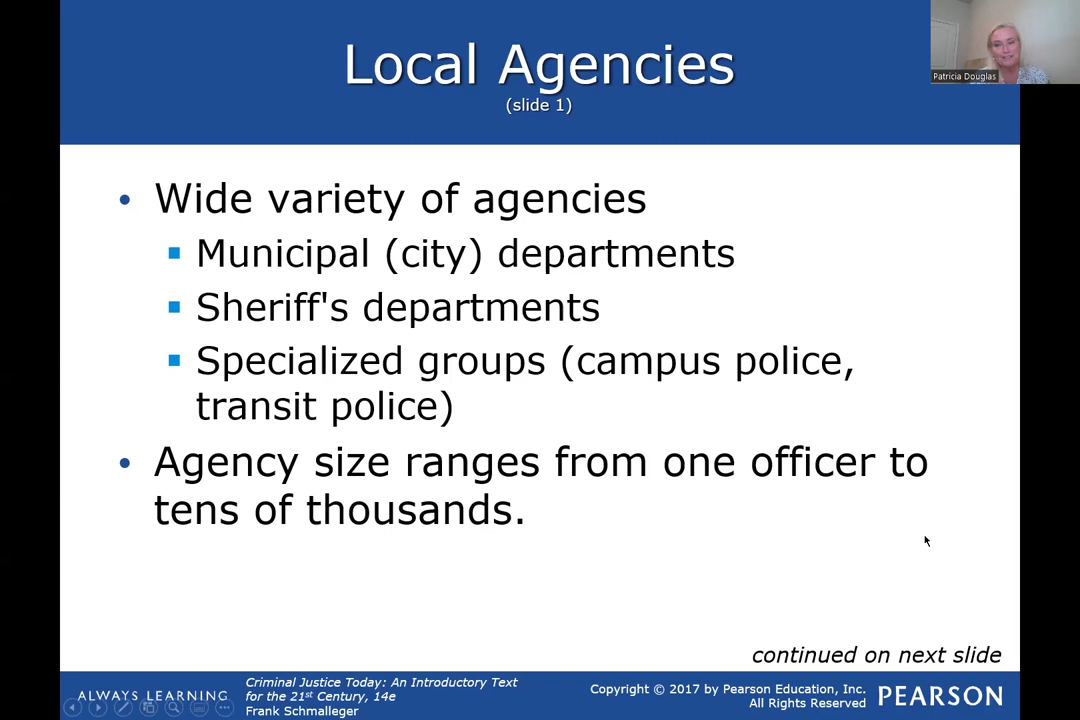 Local Agencies
(slide 1)
Patricia Douglas
• Wide variety of agencies
▪ Municipal (city) departments
▪ Sheriff's departments
▪ Specialized groups (campus police,
transit police)
• Agency size ranges from one officer to
tens of thousands.
continued on next slide
ALWAYS LEARNING
Criminal Justice Today: An Introductory Text
for the 21st Century, 14e
Frank Schmalleger
Copyright © 2017 by Pearson Education, Inc.
All Rights Reserved
PEARSON